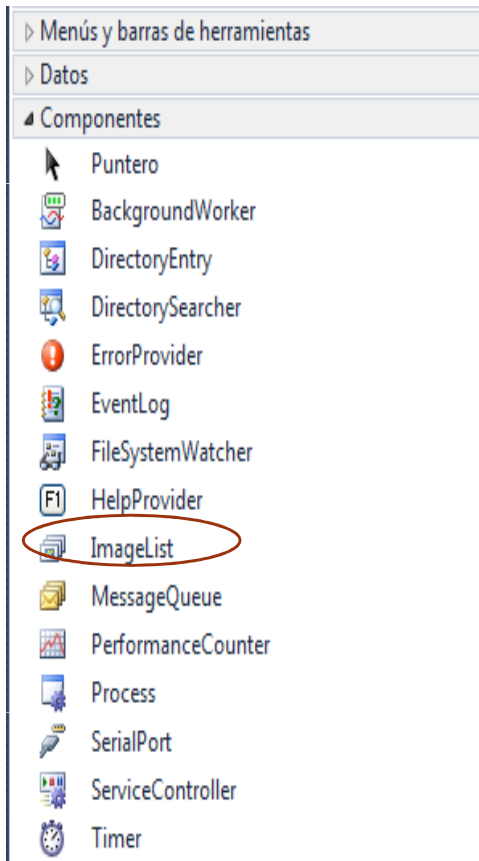 Menús y barras de herramientas
Datos
Componentes
Puntero
BackgroundWorker
DirectoryEntry
DirectorySearcher
ErrorProvider
EventLog
FileSystemWatcher
F1 HelpProvider
ImageList
MessageQueue
PerformanceCounter
Process
SerialPort
ServiceController
Timer